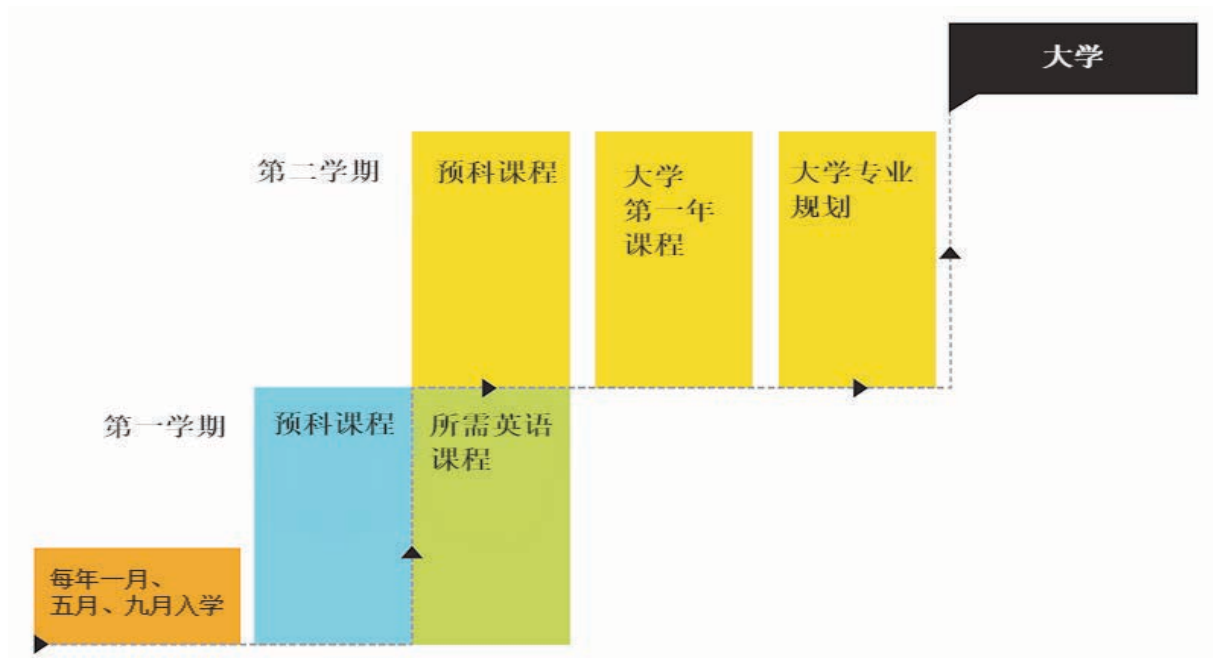 大学
第二学期
预科课程
大学
第一年
课程
大学专业
规划
第一学期
预科课程
所需英语
课程
每年一月、
五月、九月入学